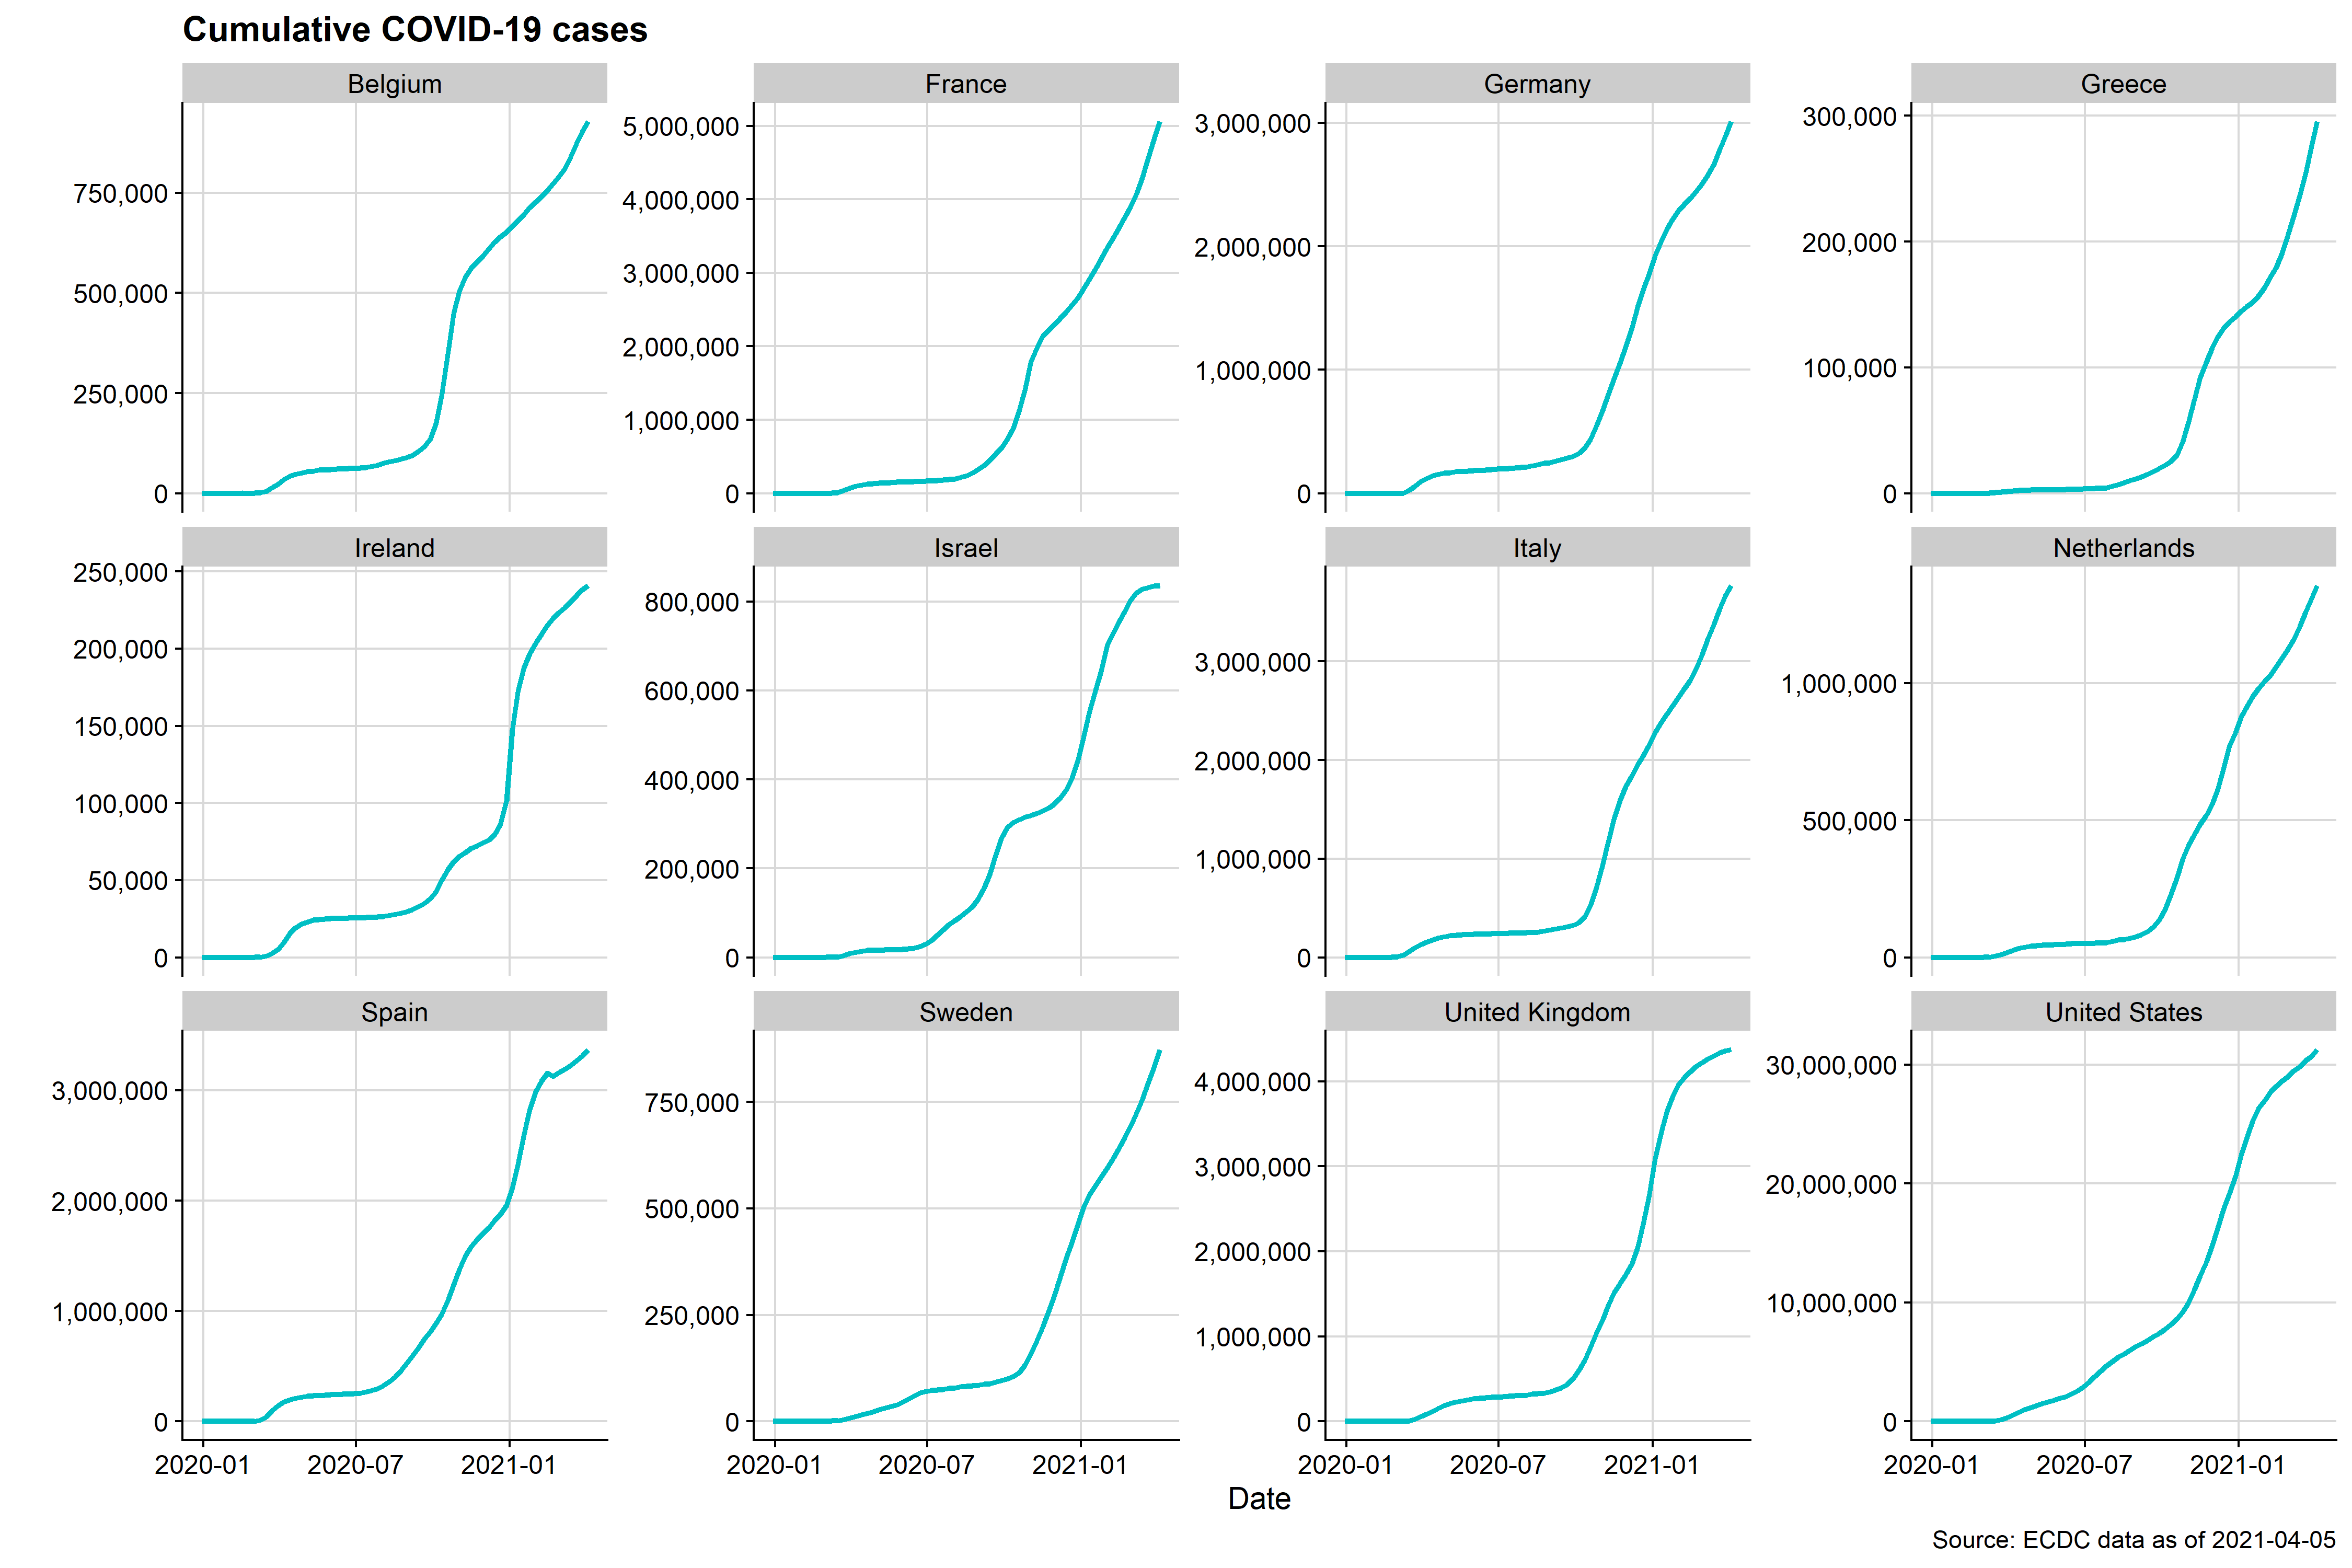 Cumulative COVID-19 cases
Belgium
750,000
500,000
250,000
0
France
5,000,000
4,000,000
3,000,000
2,000,000
1,000,000
0
Germany
3,000,000
2,000,000
1,000,000
0
Greece
300,000
200,000
100,000
0
Ireland
250,000
200,000
150,000
100,000
50,000
0
Israel
800,000
600,000
400,000
200,000
0
Italy
3,000,000
2,000,000
1,000,000
0
Netherlands
1,000,000
500,000
0
Spain
3,000,000
2,000,000
1,000,000
0
2020-01 2020-07 2021-01
Sweden
750,000
500,000
250,000
0
2020-01 2020-07 2021-01
United Kingdom
4,000,000
3,000,000
2,000,000
1,000,000
0
2020-01 2020-07 2021-01
United States
30,000,000
20,000,000
10,000,000
0
2020-01 2020-07 2021-01
Date
Source: ECDC data as of 2021-04-05